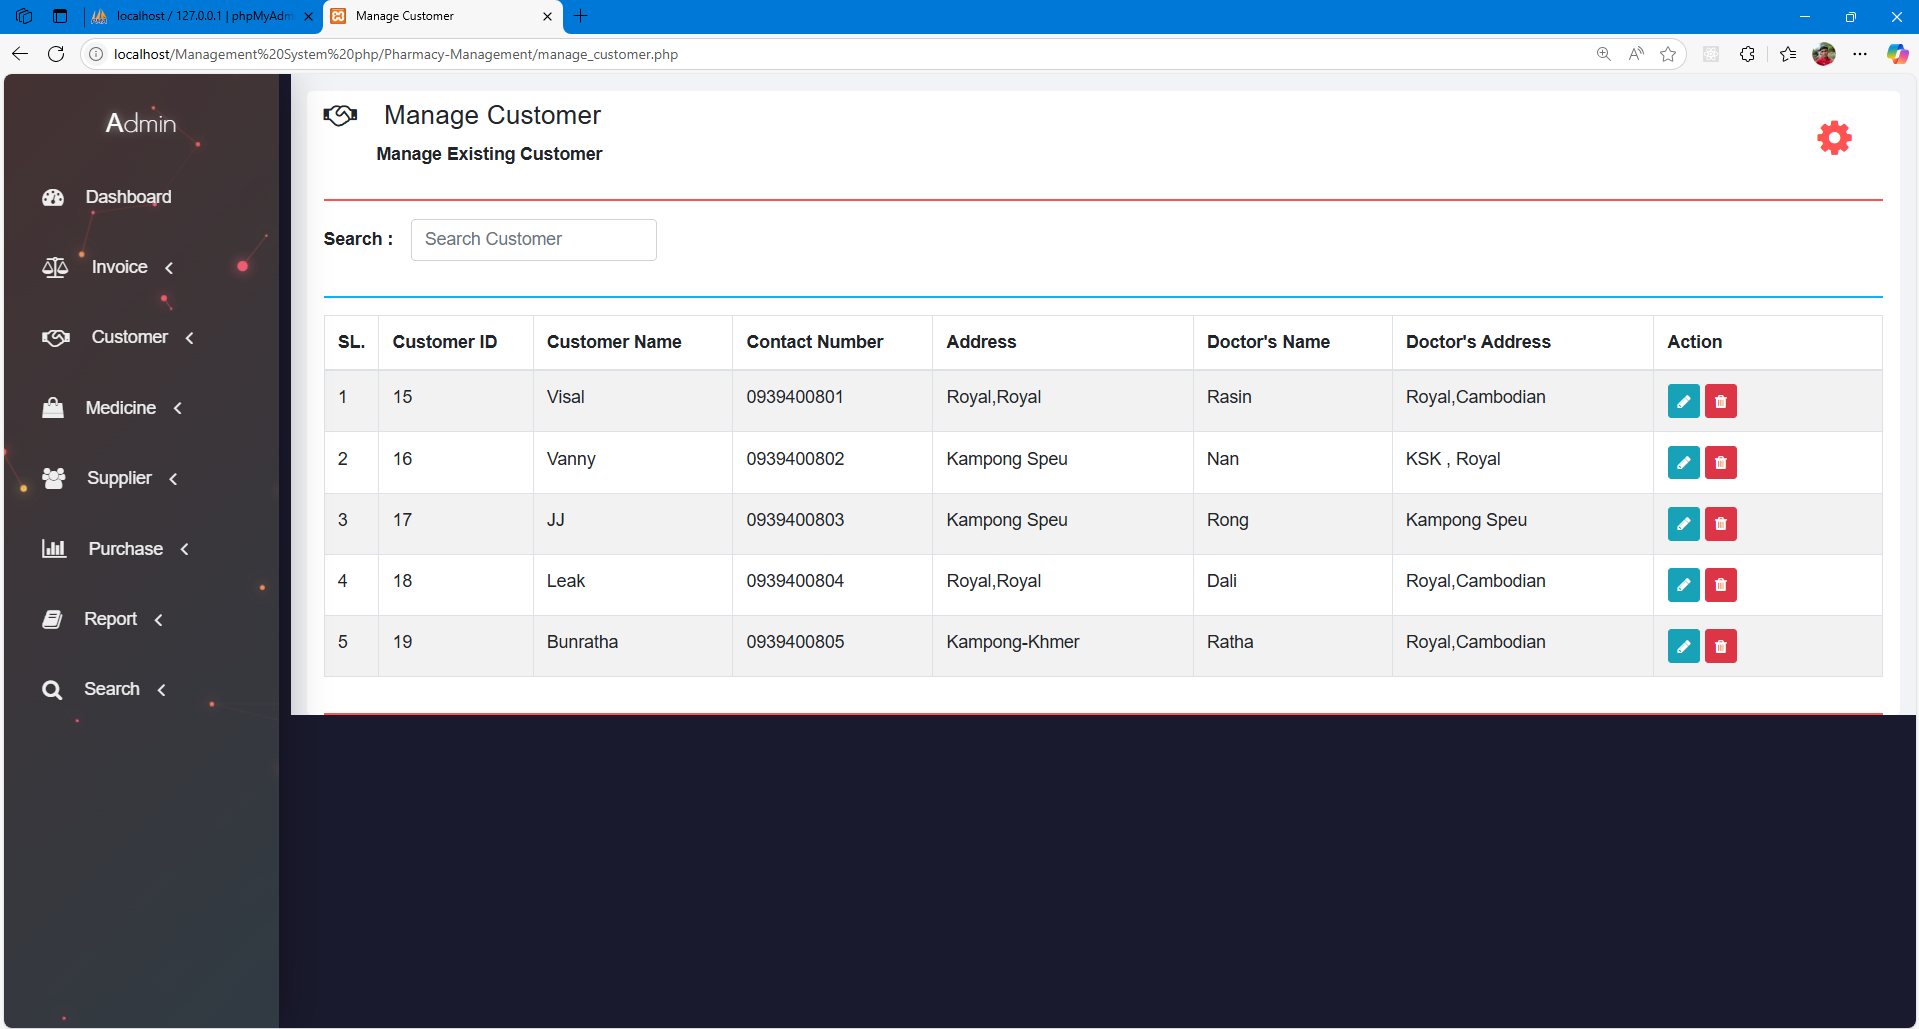 localhost / 127.0.0.1 | phpMyAdm
Manage Customer
localhost/Management%20System%20php/Pharmacy-Management/manage_customer.php
Admin
Dashboard
Invoice
Customer
Medicine
Supplier
Purchase
Report
Search
Manage Customer
Manage Existing Customer
Search :
Search Customer
SL. Customer ID Customer Name Contact Number Address Doctor's Name Doctor's Address Action
1 15 Visal 0939400801 Royal,Royal Rasin Royal,Cambodian
2 16 Vanny 0939400802 Kampong Speu Nan KSK , Royal
3 17 JJ 0939400803 Kampong Speu Rong Kampong Speu
4 18 Leak 0939400804 Royal,Royal Dali Royal,Cambodian
5 19 Bunratha 0939400805 Kampong-Khmer Ratha Royal,Cambodian